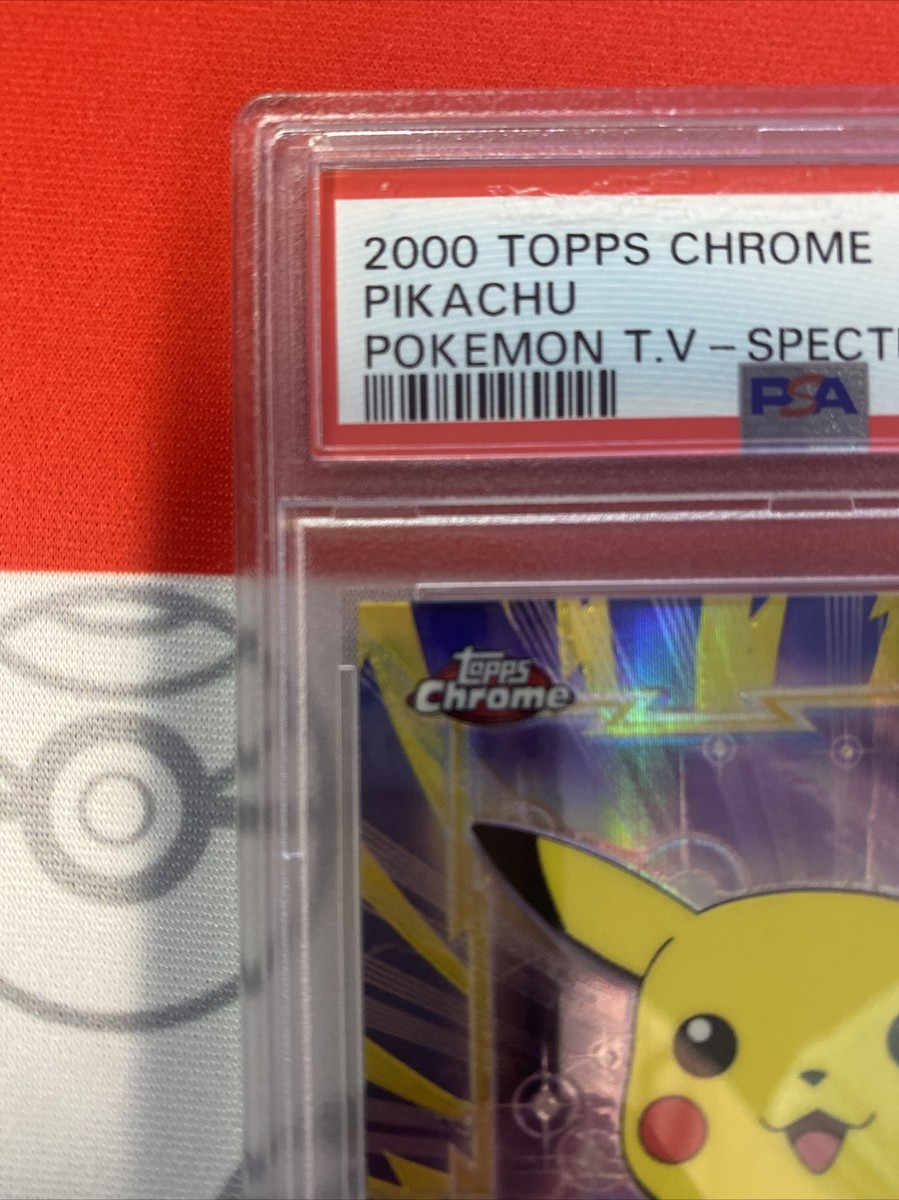 2000 TOPPS CHROME
PIKACHU
POKEMON T.V – SPECT
PSA
Topps
Chrome